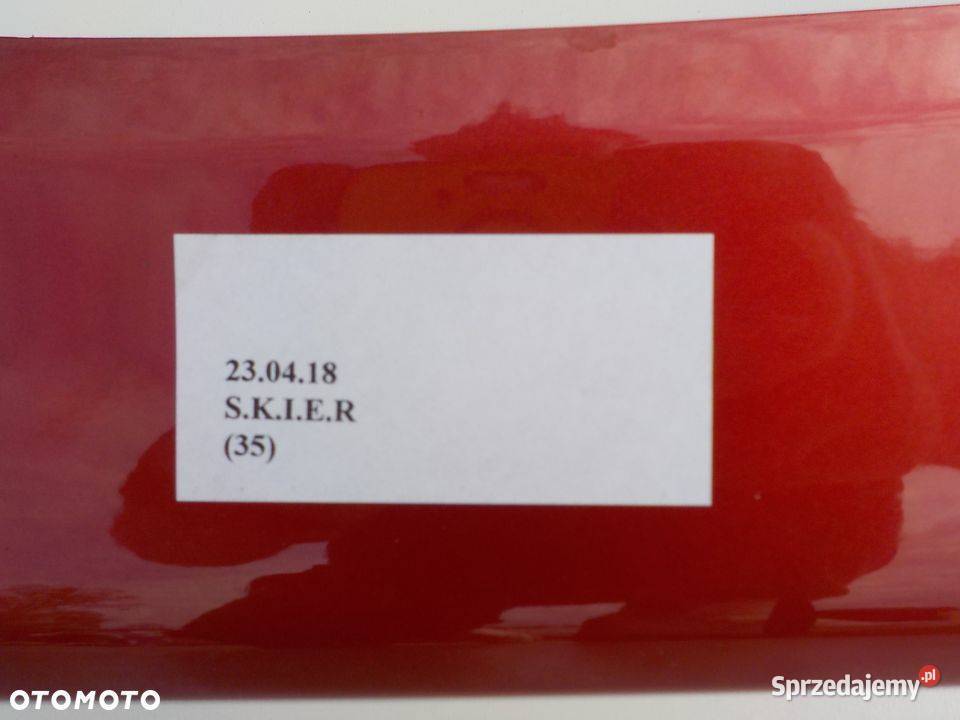 23.04.18
S.K.I.E.R
(35)
OTOMOTO
Sprzedajemy.pl